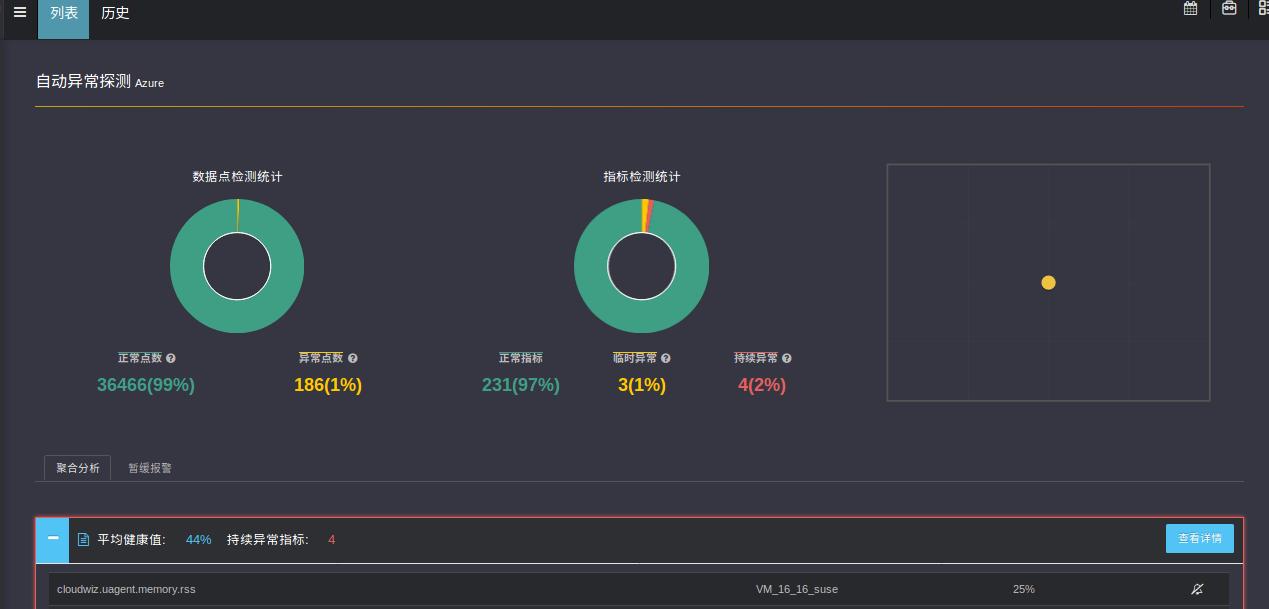 列表 历史
自动异常探测 Azure
数据点检测统计 指标检测统计
正常点数 异常点数 正常指标 临时异常 持续异常
36466(99%) 186(1%) 231(97%) 3(1%) 4(2%)
聚合分析 暂缓报警
平均健康值: 44% 持续异常指标: 4 查看详情
cloudwiz.uagent.memory.rss VM_16_16_suse 25%